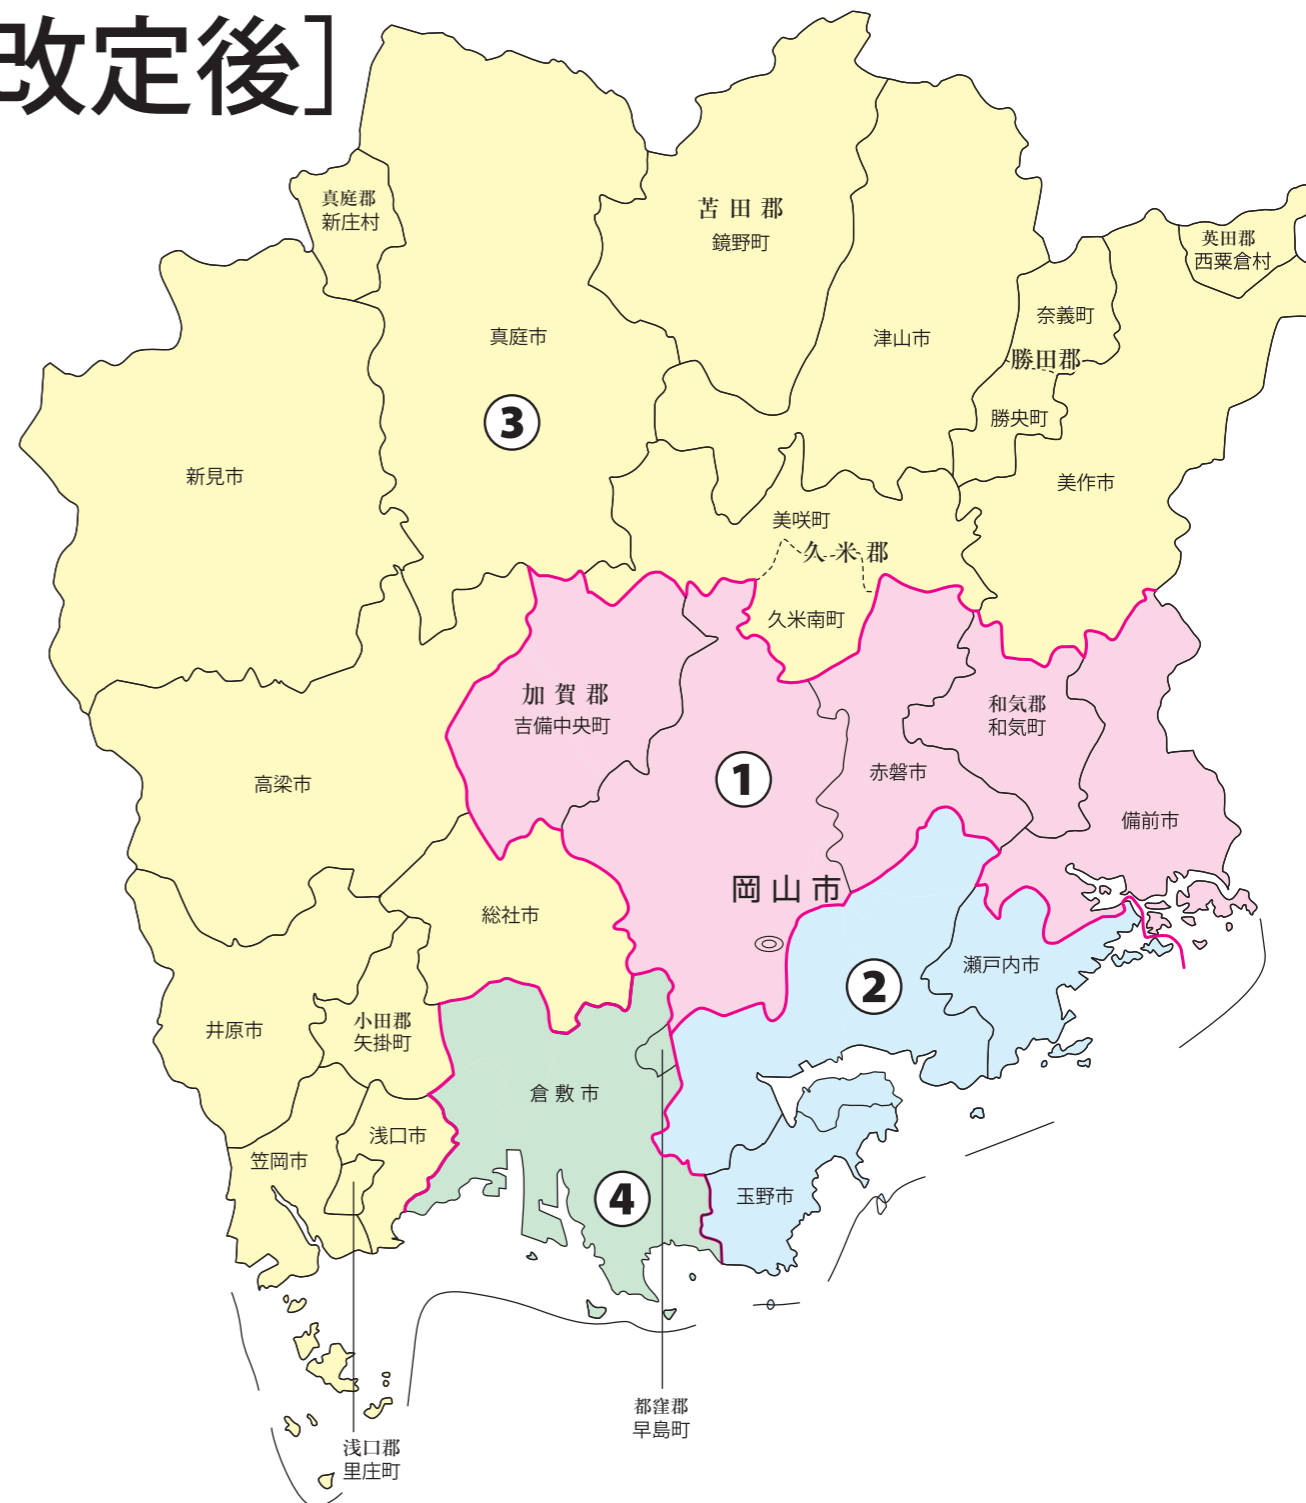 改定後］
真庭郡
新庄村
苫田郡
鏡野町
英田郡
西粟倉村
奈義町
真庭市
津山市
勝田郡
③
勝央町
新見市
美作市
美咲町
久米郡
久米南町
加賀郡
吉備中央町
和気郡
和気町
①
赤磐市
高梁市
備前市
岡山市
総社市
瀬戸内市
②
井原市
小田郡
矢掛町
倉敷市
浅口市
笠岡市
④
玉野市
都窪郡
早島町
浅口郡
里庄町